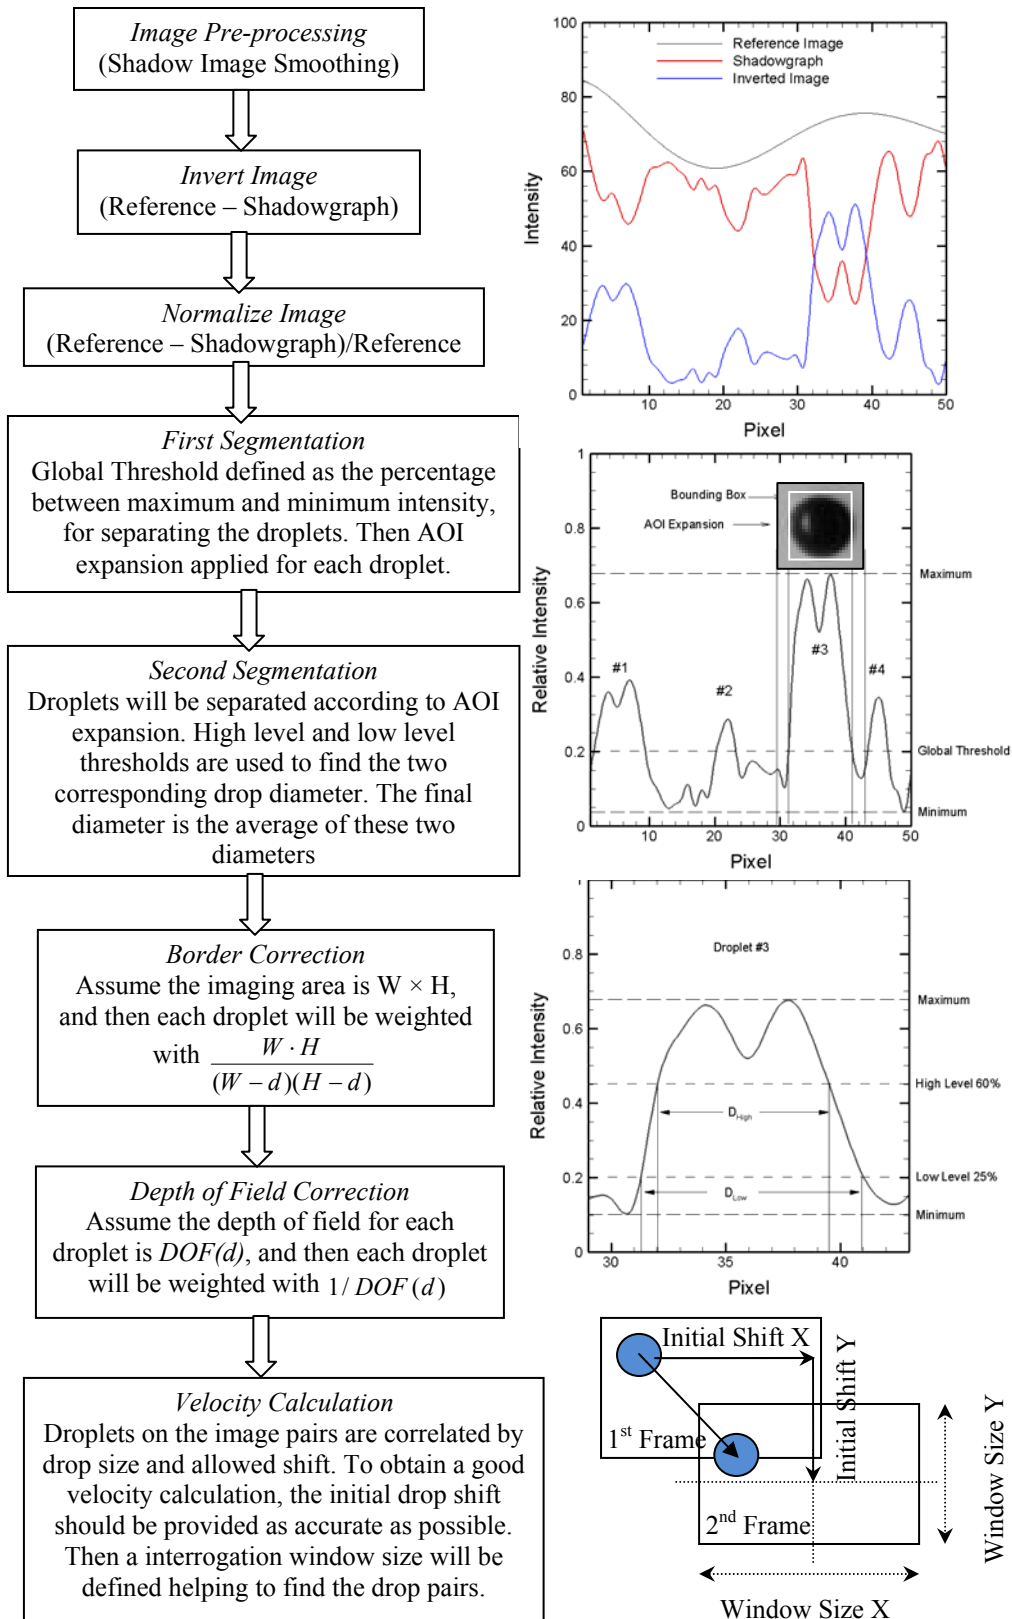 Image Pre-processing
(Shadow Image Smoothing)
Invert Image
(Reference – Shadowgraph)
Normalize Image
(Reference – Shadowgraph)/Reference
First Segmentation
Global Threshold defined as the percentage
between maximum and minimum intensity,
for separating the droplets. Then AOI
expansion applied for each droplet.
Second Segmentation
Droplets will be separated according to AOI
expansion. High level and low level
thresholds are used to find the two
corresponding drop diameter. The final
diameter is the average of these two
diameters
Border Correction
Assume the imaging area is W × H,
and then each droplet will be weighted
with W · H / (W – d)(H – d)
Depth of Field Correction
Assume the depth of field for each
droplet is DOF(d), and then each droplet
will be weighted with 1/ DOF (d)
Velocity Calculation
Droplets on the image pairs are correlated by
drop size and allowed shift. To obtain a good
velocity calculation, the initial drop shift
should be provided as accurate as possible.
Then a interrogation window size will be
defined helping to find the drop pairs.
100
80
60
40
20
0
Intensity
Reference Image
Shadowgraph
Inverted Image
10
20
30
40
50
Pixel
1
0.8
0.6
0.4
0.2
0
Relative Intensity
Bounding Box
AOI Expansion
#1
#2
#3
#4
Maximum
Global Threshold
Minimum
10
20
30
40
50
Pixel
0.8
0.6
0.4
0.2
0
Relative Intensity
Droplet #3
Maximum
High Level 60%
D High
Low Level 25%
D Low
Minimum
30
35
40
Pixel
Initial Shift X
Initial Shift Y
1st Frame
2nd Frame
Window Size Y
Window Size X